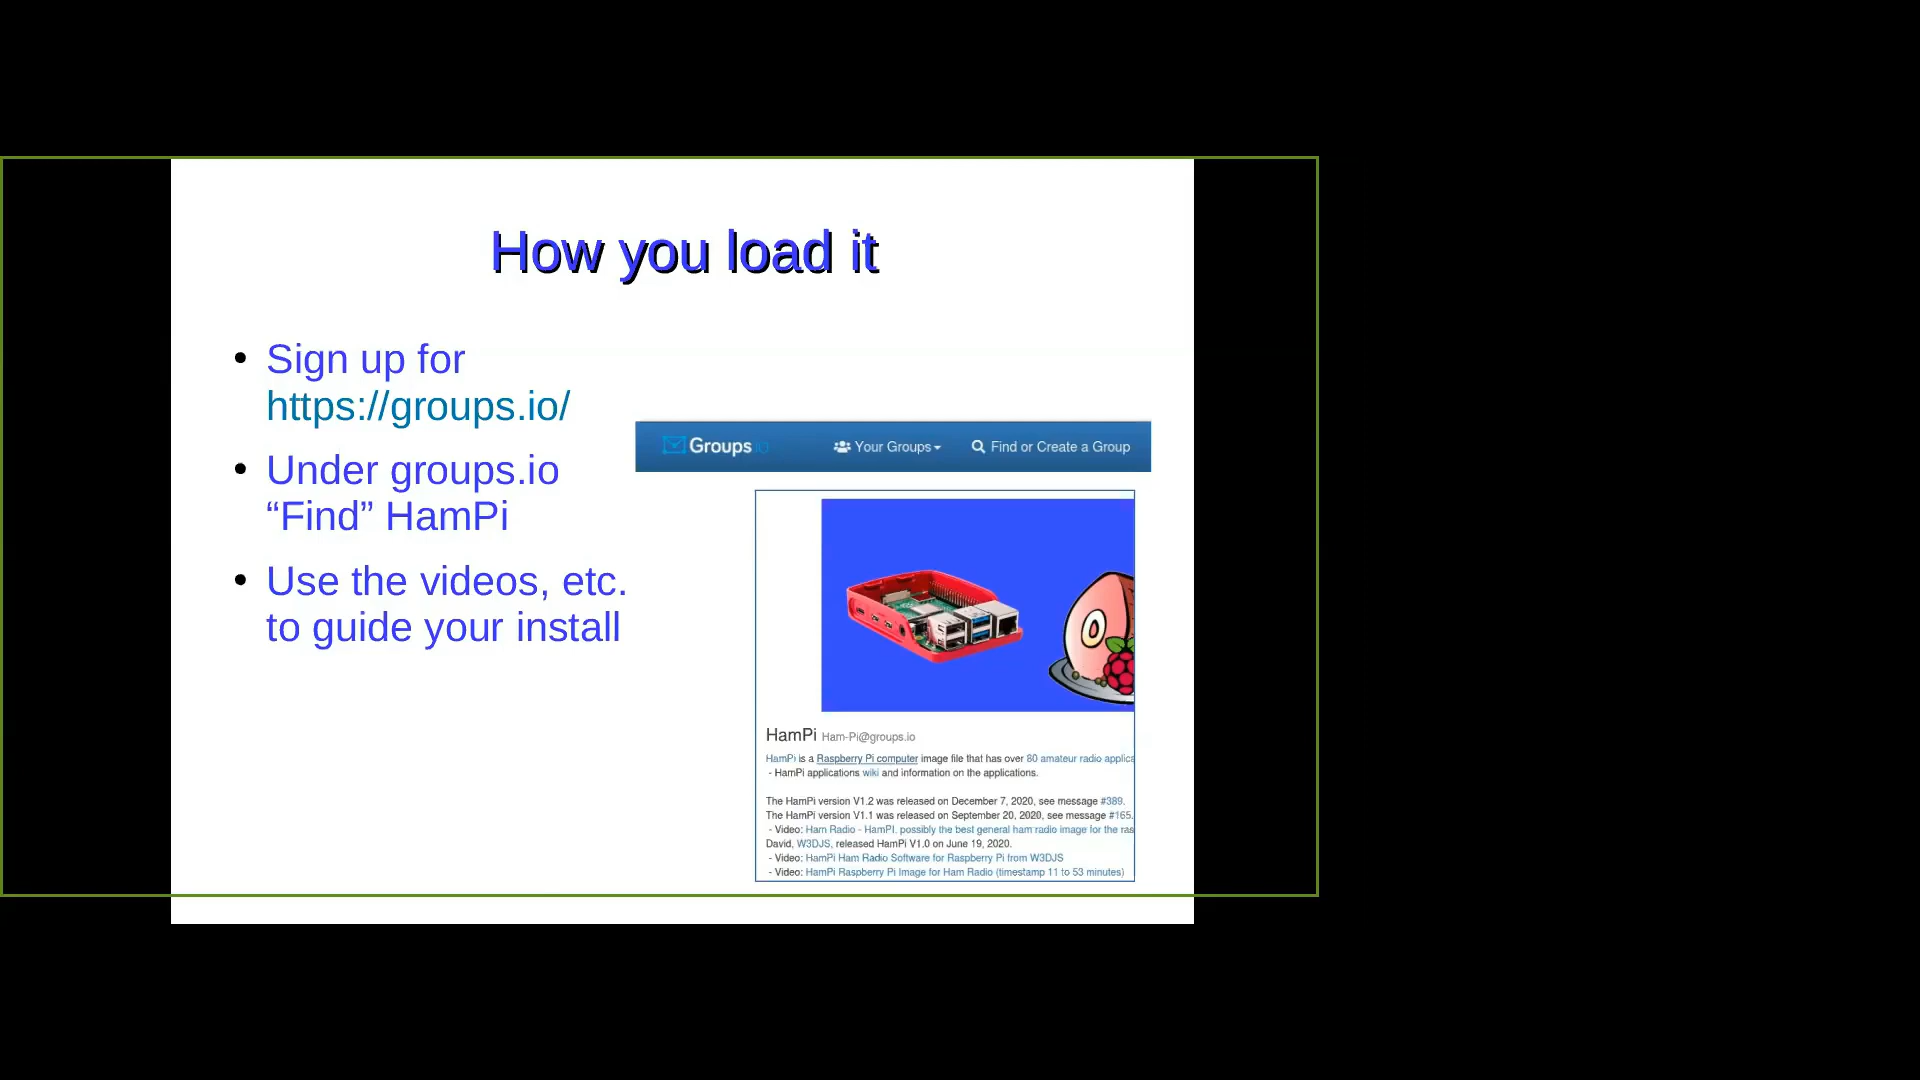 How you load it
• Sign up for
https://groups.io/
• Under groups.io
“Find” HamPi
• Use the videos, etc.
to guide your install
Groups.io Your Groups Find or Create a Group
HamPi Ham-Pi@groups.io
HamPi is a Raspberry Pi computer image file that has over 80 amateur radio applica
- HamPi applications wiki and information on the applications.
The HamPi version V1.2 was released on December 7, 2020, see message #389.
The HamPi version V1.1 was released on September 20, 2020, see message #165.
- Video: Ham Radio - HamPI, possibly the best general ham radio image for the ras
David, W3DJS, released HamPi V1.0 on June 19, 2020.
- Video: HamPi Ham Radio Software for Raspberry Pi from W3DJS
- Video: HamPi Raspberry Pi Image for Ham Radio (timestamp 11 to 53 minutes)